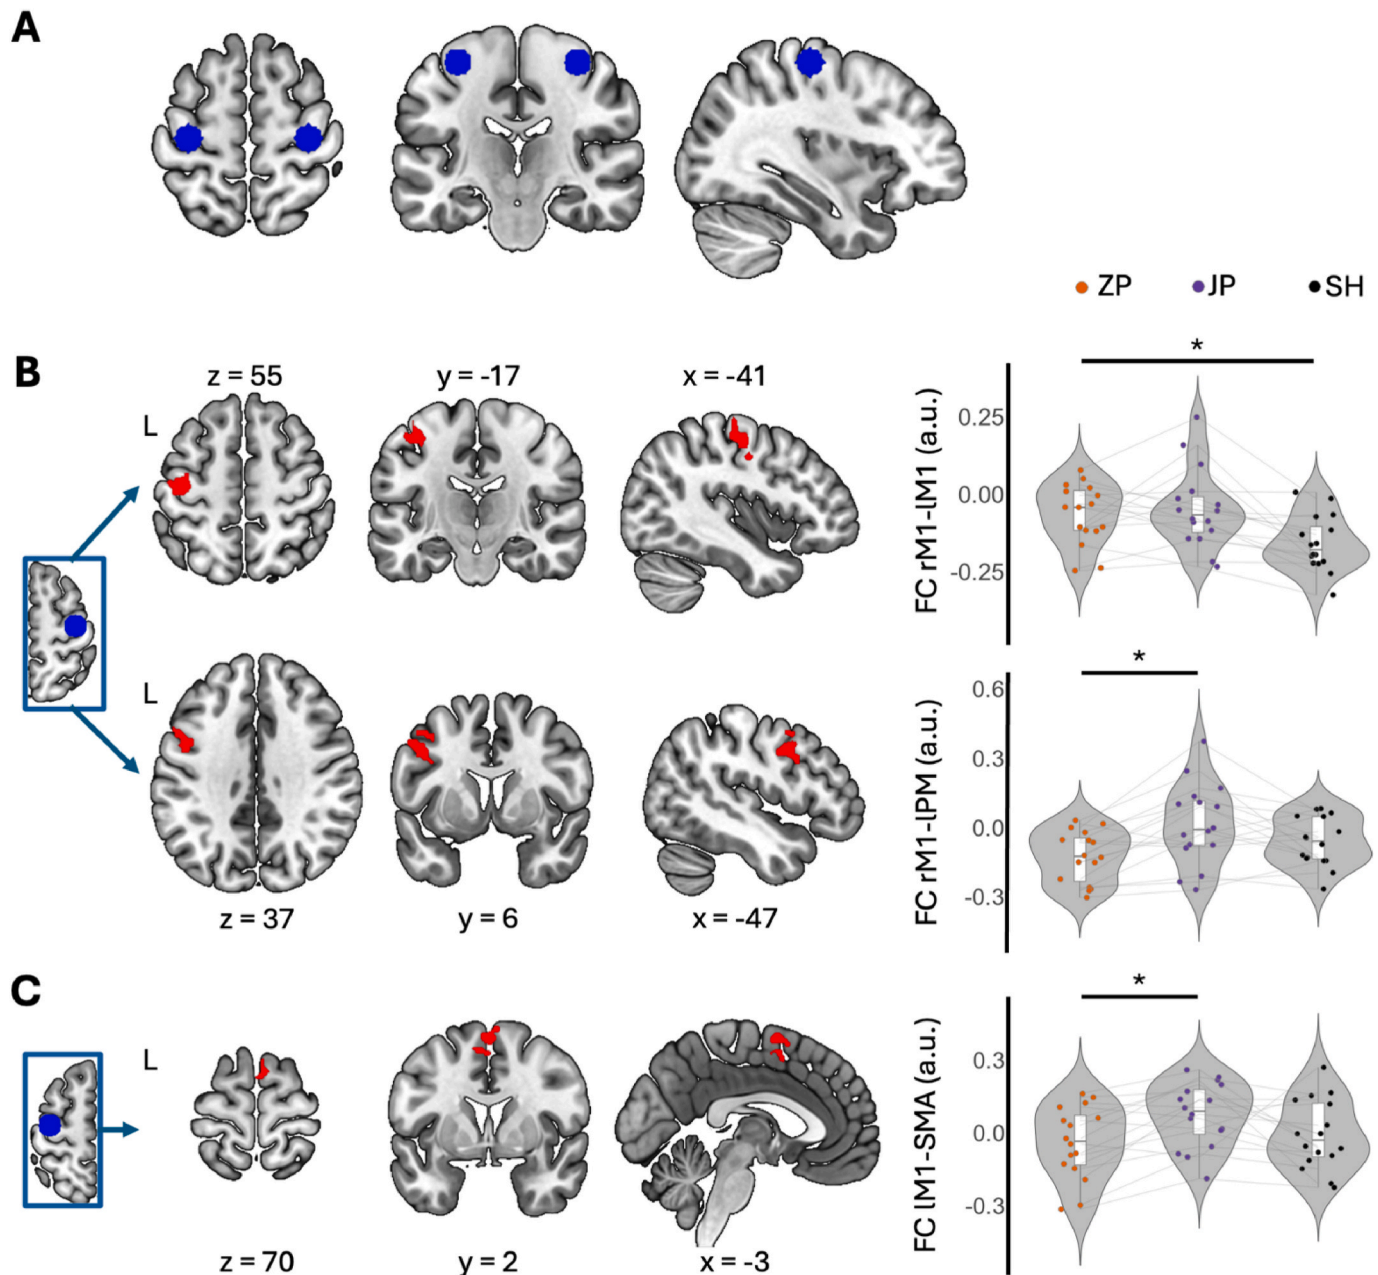 A
ZP JP SH
B
z = 55 y = -17 x = -41
L
*
FC rM1-lM1 (a.u.)
0.25
0.00
-0.25
L
z = 37 y = 6 x = -47
*
FC rM1-lPM (a.u.)
0.6
0.3
0.0
-0.3
C
L
z = 70 y = 2 x = -3
*
FC lM1-SMA (a.u.)
0.3
0.0
-0.3